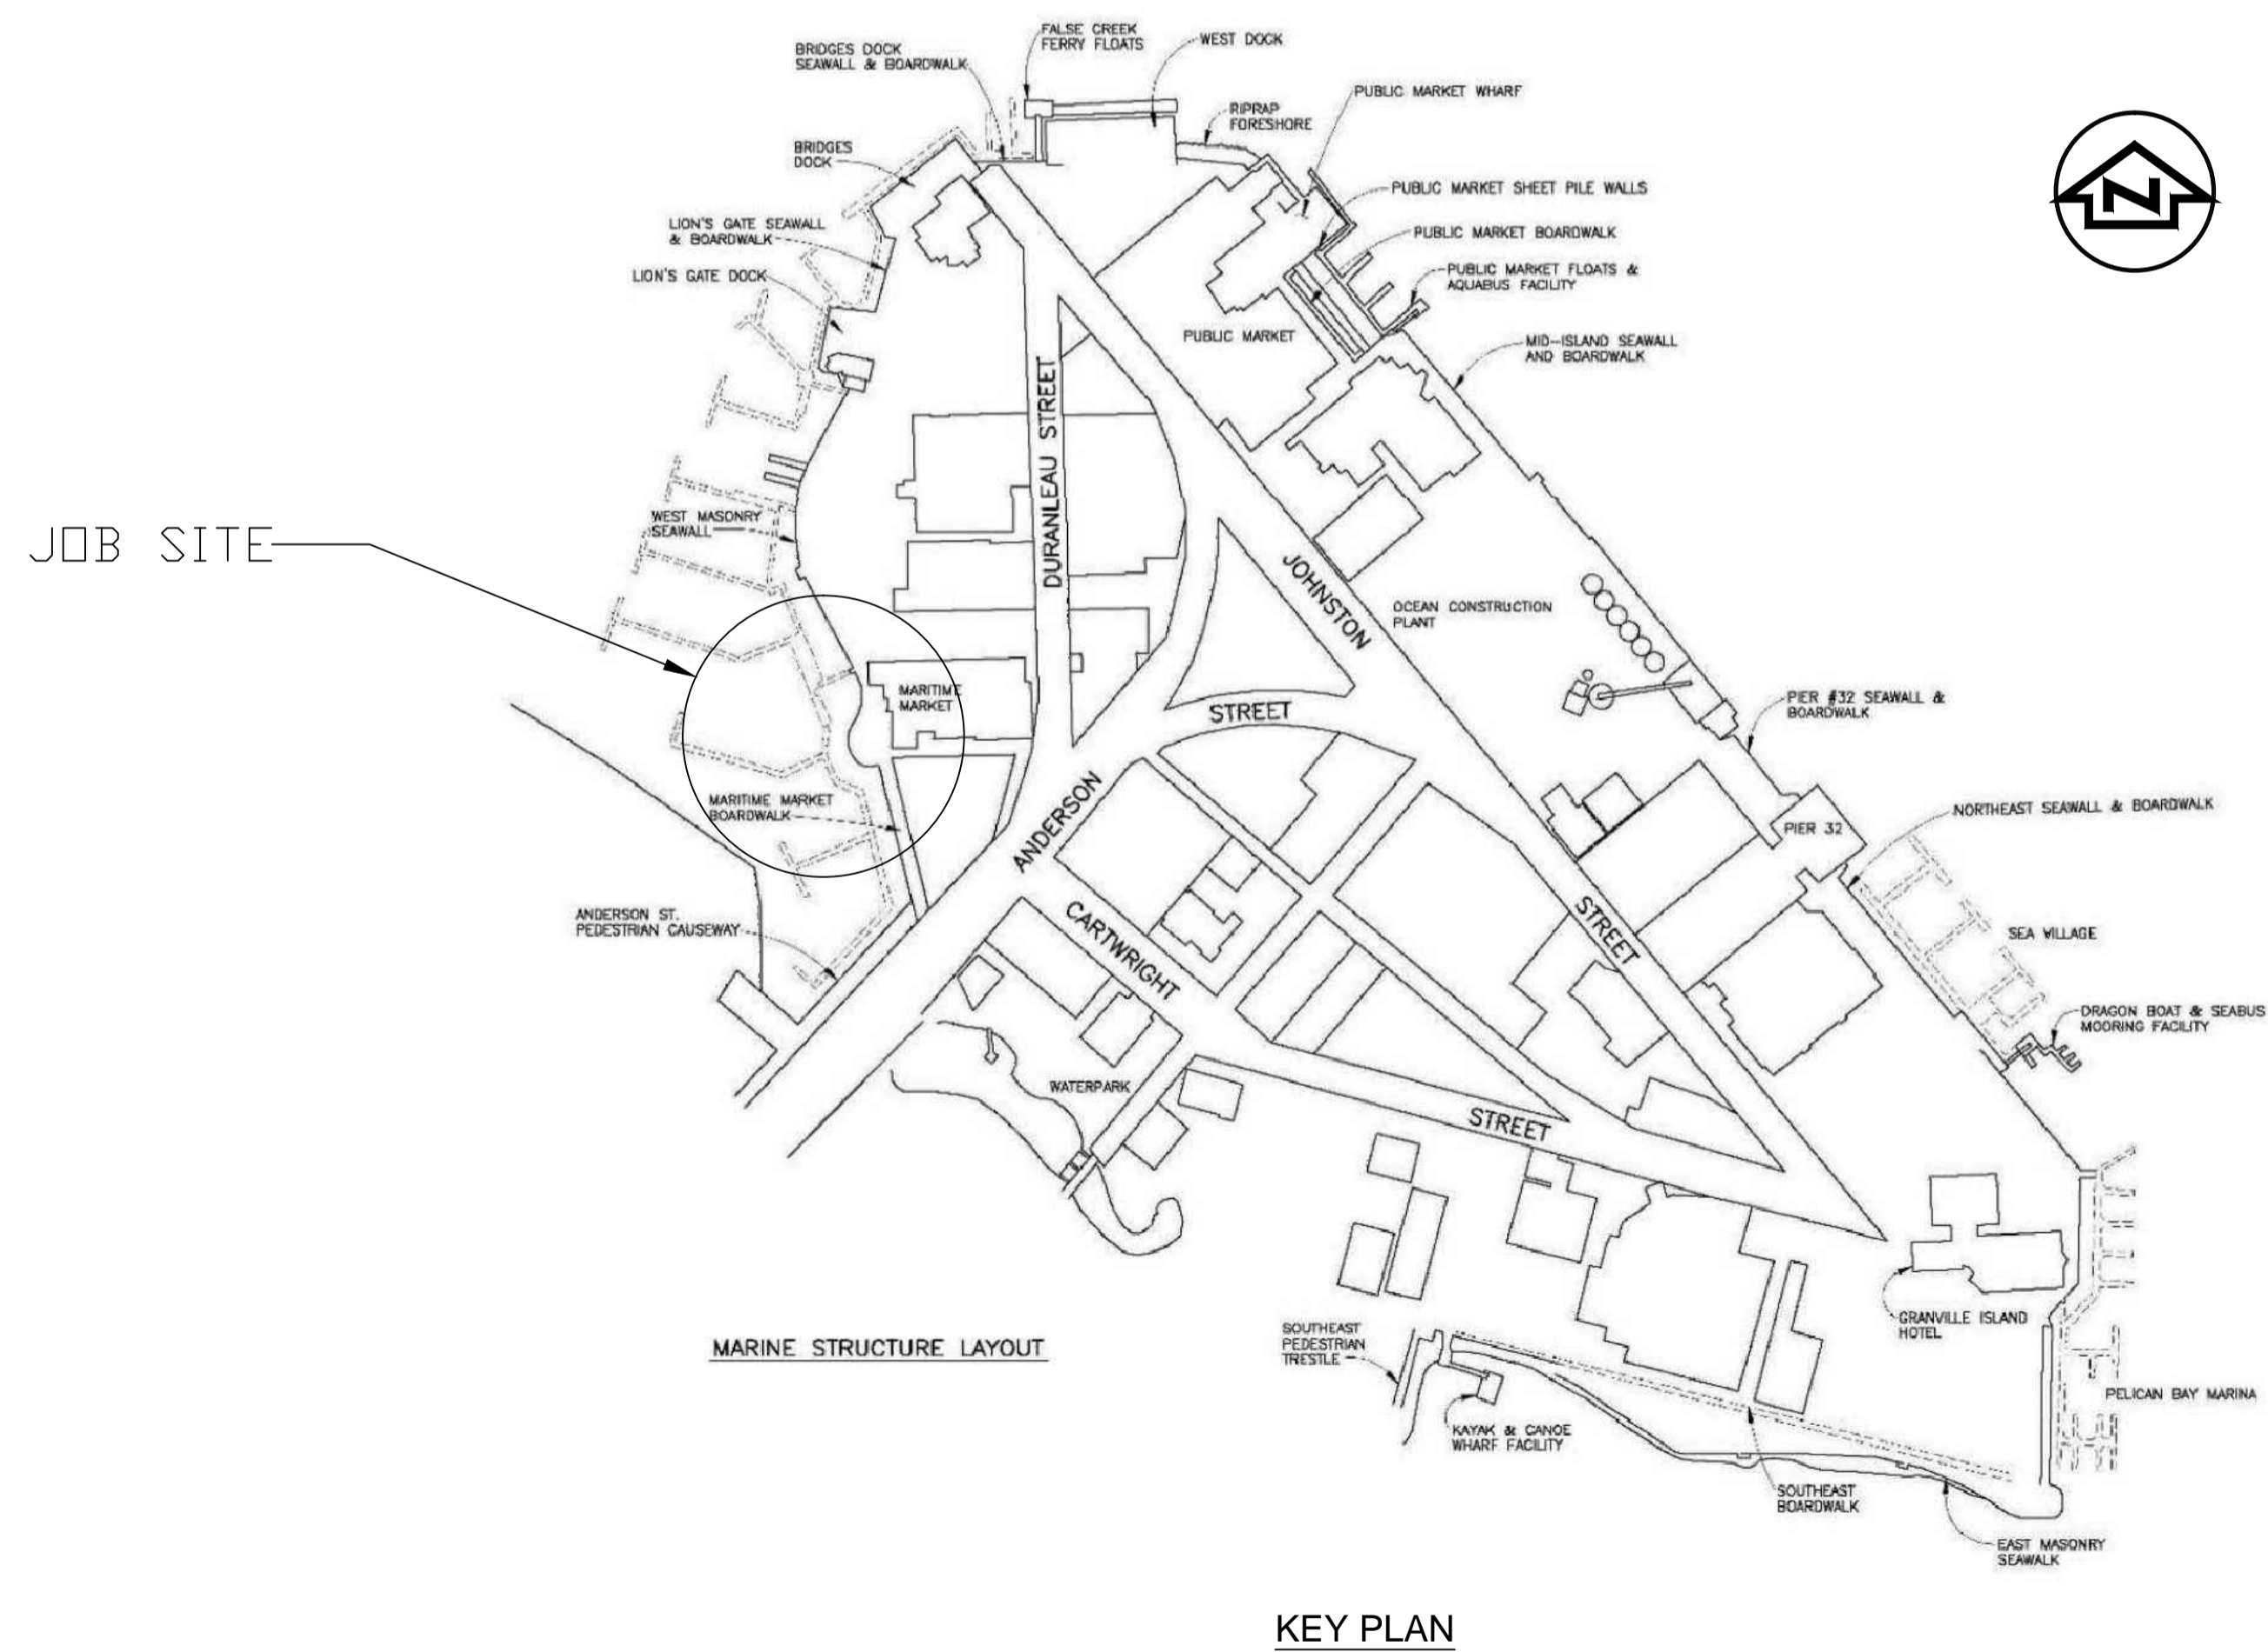 FALSE CREEK
FERRY FLOATS
WEST DOCK
BRIDGES DOCK
SEAWALL & BOARDWALK
PUBLIC MARKET WHARF
RIPRAP
FORESHORE
N
BRIDGES
DOCK
PUBLIC MARKET SHEET PILE WALLS
LION'S GATE SEAWALL
& BOARDWALK
PUBLIC MARKET BOARDWALK
LION'S GATE DOCK
PUBLIC MARKET FLOATS &
AQUABUS FACILITY
PUBLIC MARKET
MID-ISLAND SEAWALL
AND BOARDWALK
DURANLEAU STREET
WEST MASONRY
SEAWALL
JOB SITE
JOHNSTON
OCEAN CONSTRUCTION
PLANT
MARITIME
MARKET
STREET
PIER #32 SEAWALL &
BOARDWALK
MARITIME MARKET
BOARDWALK
ANDERSON
NORTHEAST SEAWALL & BOARDWALK
PIER 32
ANDERSON ST.
PEDESTRIAN CAUSEWAY
CARTWRIGHT
STREET
SEA VILLAGE
DRAGON BOAT & SEABUS
MOORING FACILITY
WATERPARK
STREET
GRANVILLE ISLAND
HOTEL
MARINE STRUCTURE LAYOUT
SOUTHEAST
PEDESTRIAN
TRESTLE
PELICAN BAY MARINA
KAYAK & CANOE
WHARF FACILITY
SOUTHEAST
BOARDWALK
EAST MASONRY
SEAWALK
KEY PLAN